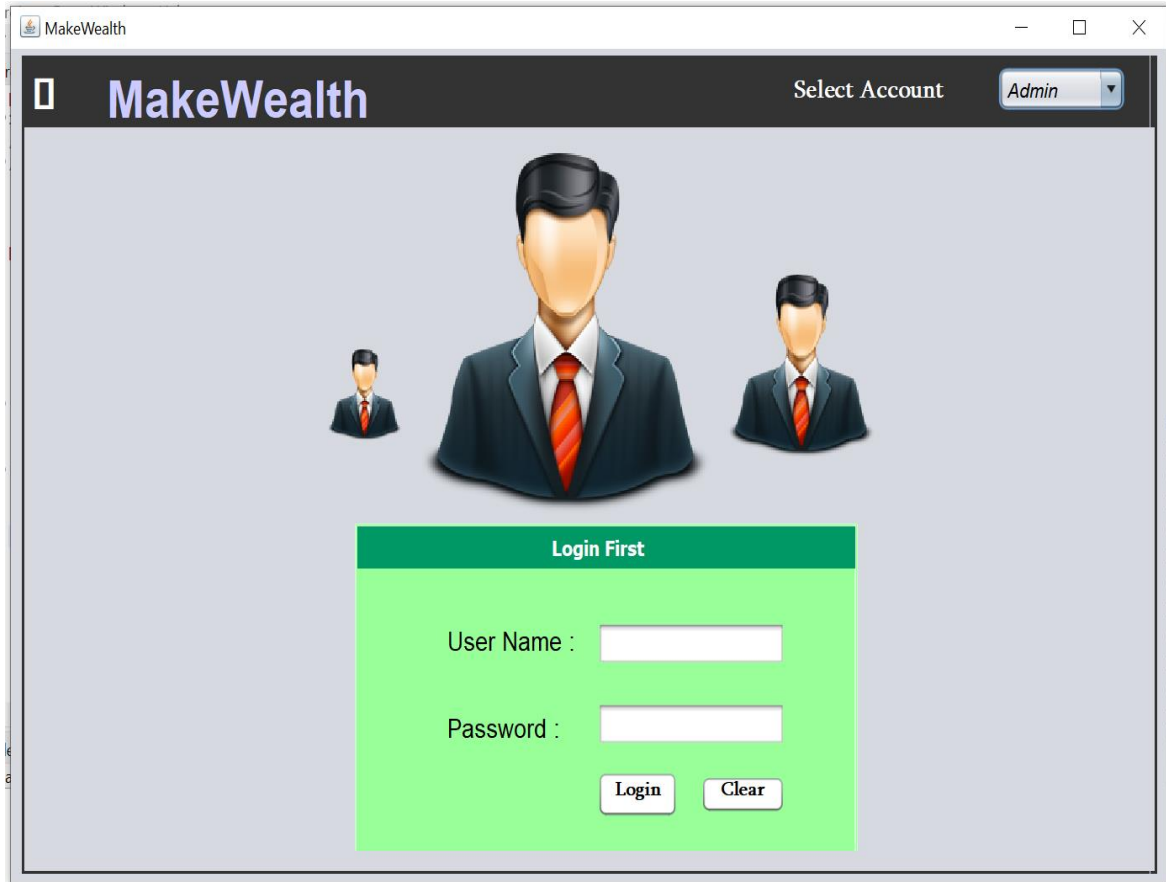 MakeWealth
MakeWealth
Select Account
Admin
Login First
User Name :
Password :
Login
Clear